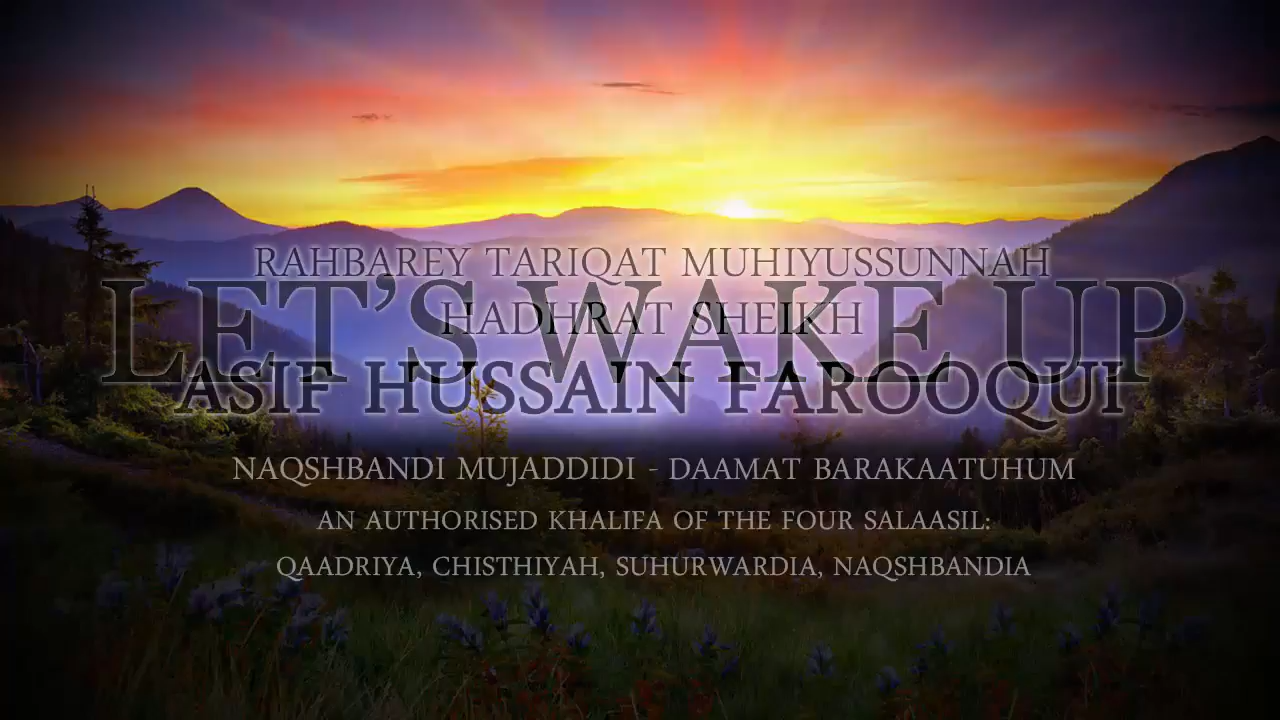 RAHBAREY TARIQAT MUHIYUSSUNNAH
LET'S WAKE UP
HADHRAT SHEIKH
ASIF HUSSAIN FAROOQUI
NAQSHBANDI MUJADDIDI - DAAMAT BARAKAATUHUM
AN AUTHORISED KHALIFA OF THE FOUR SALAASIL:
QAADRIYA, CHISTHIYAH, SUHURWARDIA, NAQSHBANDIA